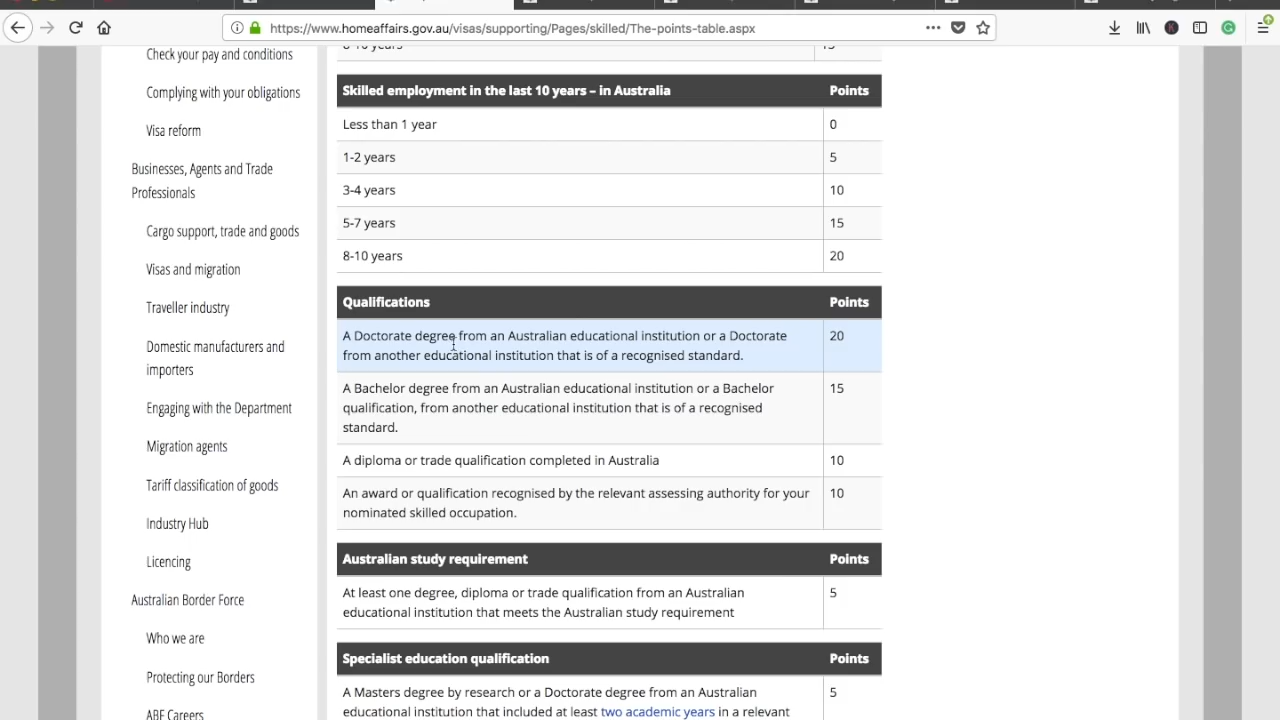 https://www.homeaffairs.gov.au/visas/supporting/Pages/skilled/The-points-table.aspx
Check your pay and conditions
Complying with your obligations
Visa reform
Businesses, Agents and Trade
Professionals
Cargo support, trade and goods
Visas and migration
Traveller industry
Domestic manufacturers and
importers
Engaging with the Department
Migration agents
Tariff classification of goods
Industry Hub
Licencing
Australian Border Force
Who we are
Protecting our Borders
ABF Careers
8-10 years 15
Skilled employment in the last 10 years – in Australia Points
Less than 1 year 0
1-2 years 5
3-4 years 10
5-7 years 15
8-10 years 20
Qualifications Points
A Doctorate degree from an Australian educational institution or a Doctorate 20
from another educational institution that is of a recognised standard.
A Bachelor degree from an Australian educational institution or a Bachelor 15
qualification, from another educational institution that is of a recognised
standard.
A diploma or trade qualification completed in Australia 10
An award or qualification recognised by the relevant assessing authority for your 10
nominated skilled occupation.
Australian study requirement Points
At least one degree, diploma or trade qualification from an Australian 5
educational institution that meets the Australian study requirement
Specialist education qualification Points
A Masters degree by research or a Doctorate degree from an Australian 5
educational institution that included at least two academic years in a relevant